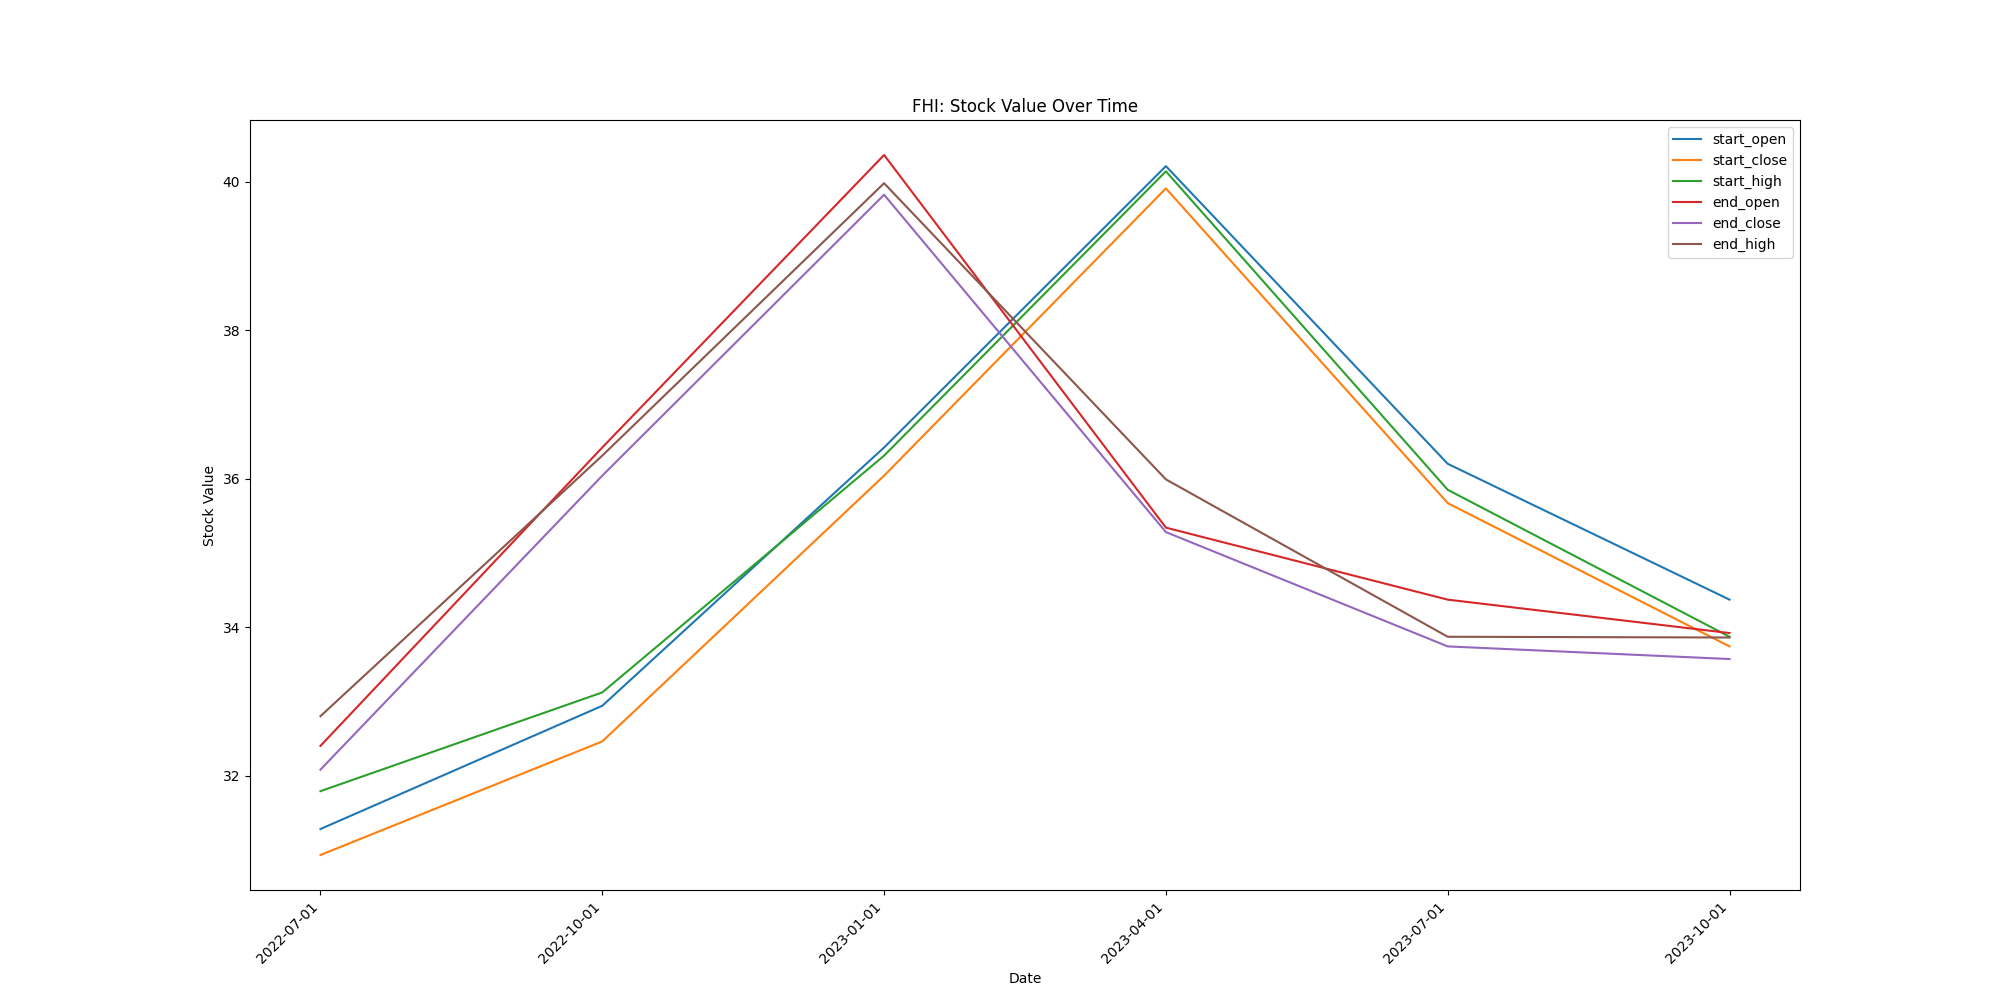 FHI: Stock Value Over Time
start_open
start_close
start_high
end_open
end_close
end_high
Stock Value
40
38
36
34
32
2022-07-01
2022-10-01
2023-01-01
2023-04-01
2023-07-01
2023-10-01
Date